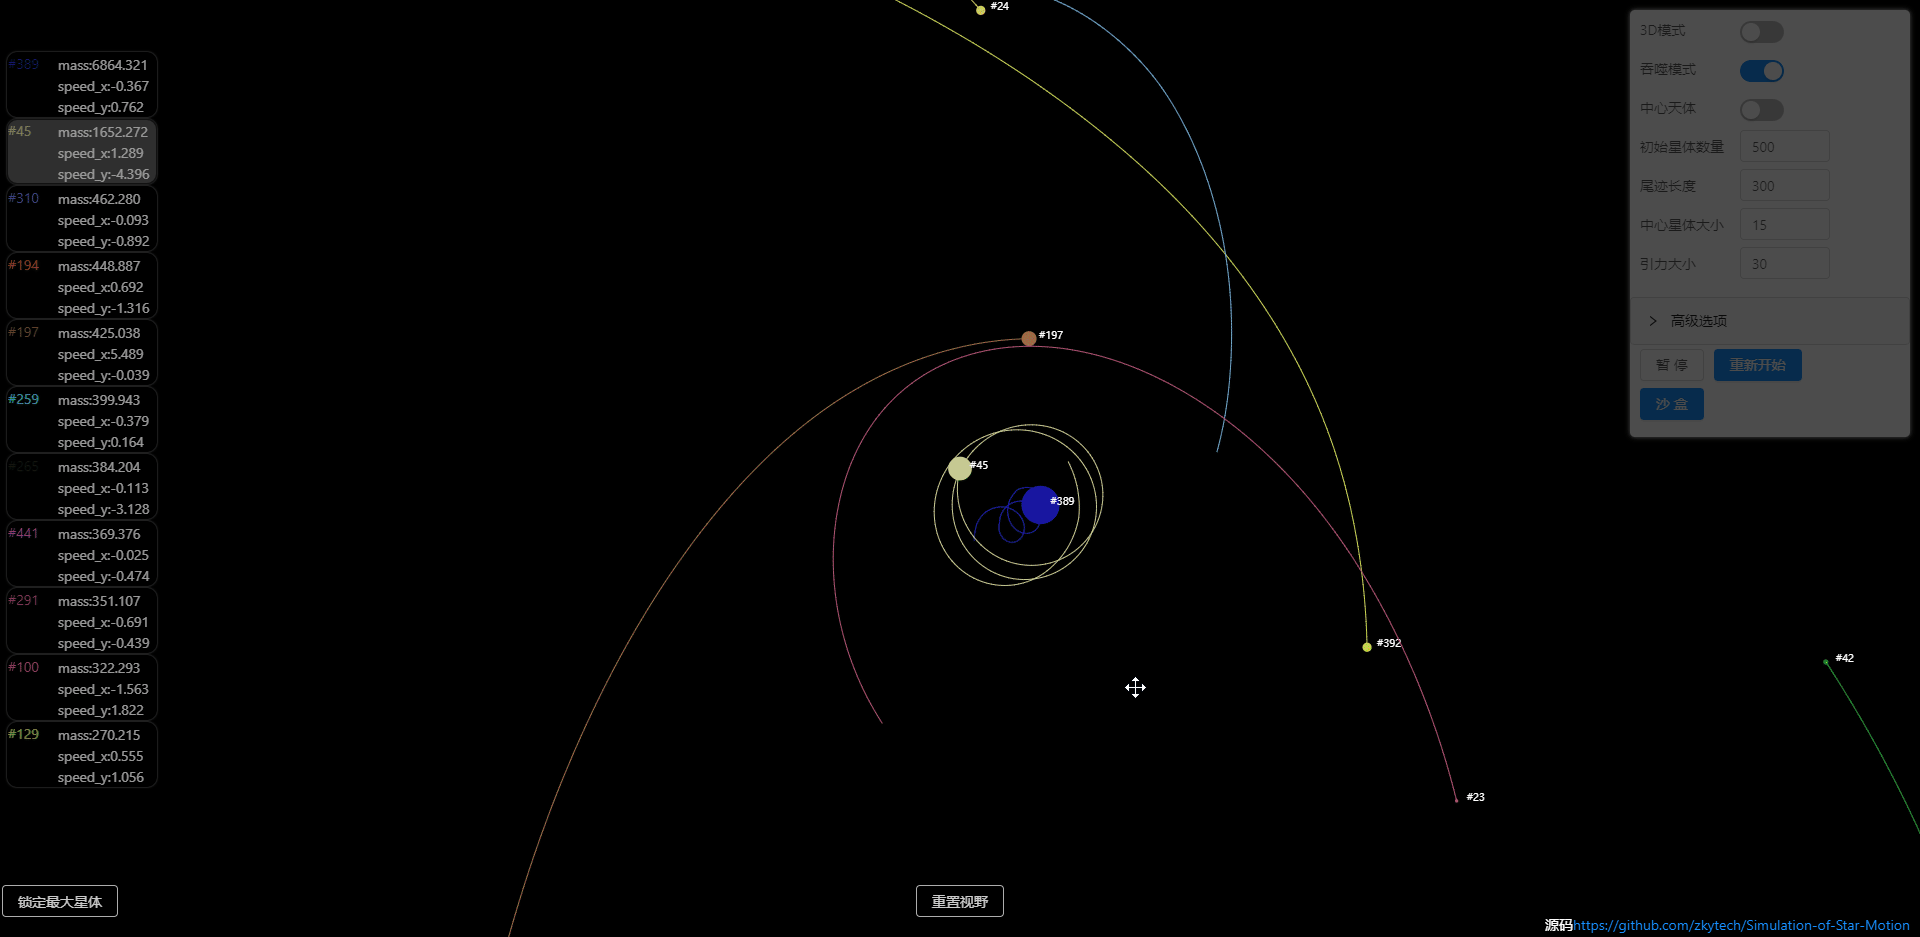 #389
mass:6864.321
speed_x:-0.367
speed_y:0.762
#45
mass:1652.272
speed_x:1.289
speed_y:-4.396
#310
mass:462.280
speed_x:-0.093
speed_y:-0.892
#194
mass:448.887
speed_x:0.692
speed_y:-1.316
#197
mass:425.038
speed_x:5.489
speed_y:-0.039
#259
mass:399.943
speed_x:-0.379
speed_y:0.164
#265
mass:384.204
speed_x:-0.113
speed_y:-3.128
#441
mass:369.376
speed_x:-0.025
speed_y:-0.474
#291
mass:351.107
speed_x:-0.691
speed_y:-0.439
#100
mass:322.293
speed_x:-1.563
speed_y:1.822
#129
mass:270.215
speed_x:0.555
speed_y:1.056
锁定最大星体
#24
#197
#45
#389
#392
#42
#23
重置视野
3D模式
吞噬模式
中心天体
初始星体数量 500
尾迹长度 300
中心星体大小 15
引力大小 30
高级选项
暂 停 重新开始
沙 盒
源码https://github.com/zkytech/Simulation-of-Star-Motion